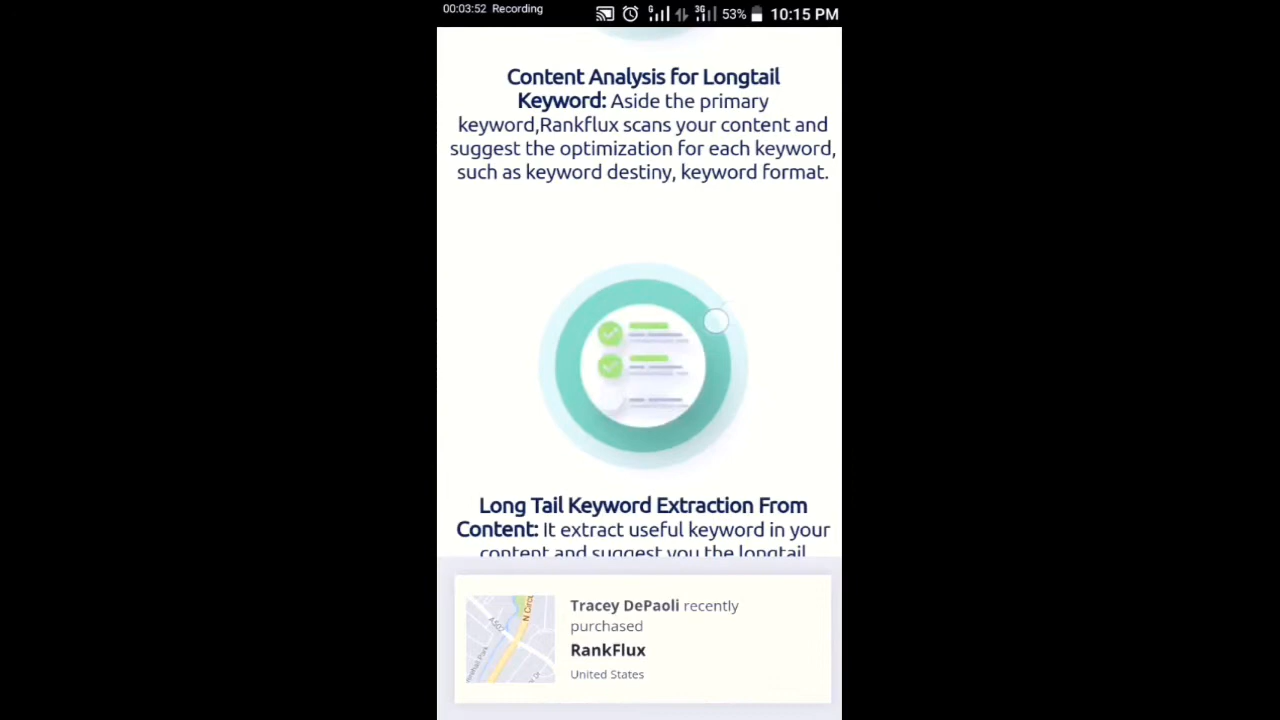 00:03:52 Recording
G
3G
53%
10:15 PM
Content Analysis for Longtail
Keyword: Aside the primary
keyword,Rankflux scans your content and
suggest the optimization for each keyword,
such as keyword destiny, keyword format.
Long Tail Keyword Extraction From
Content: It extract useful keyword in your
content and suggest you the longtail
A502
N Circu
Tracey DePaoli recently
purchased
RankFlux
United States